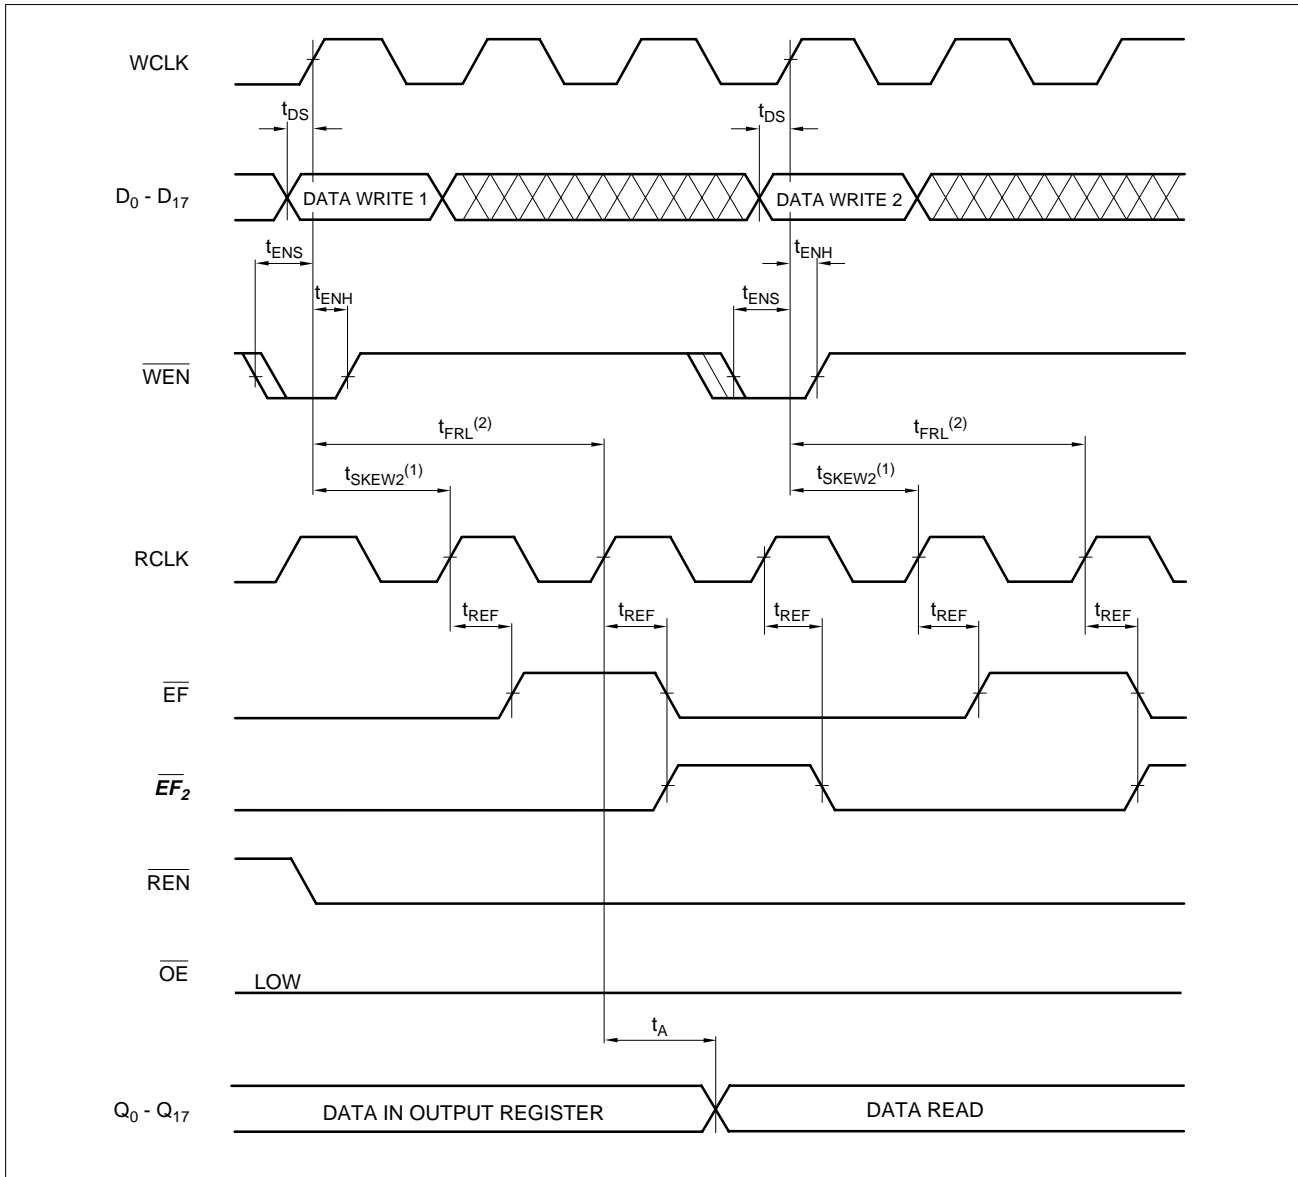 WCLK
tDS
tDS
D0 - D17
DATA WRITE 1
DATA WRITE 2
tENS
tENH
tENH
tENS
WEN
tFRL(2)
tFRL(2)
tSKEW2(1)
tSKEW2(1)
RCLK
tREF
tREF
tREF
tREF
tREF
EF
EF2
REN
OE
LOW
tA
Q0 - Q17
DATA IN OUTPUT REGISTER
DATA READ